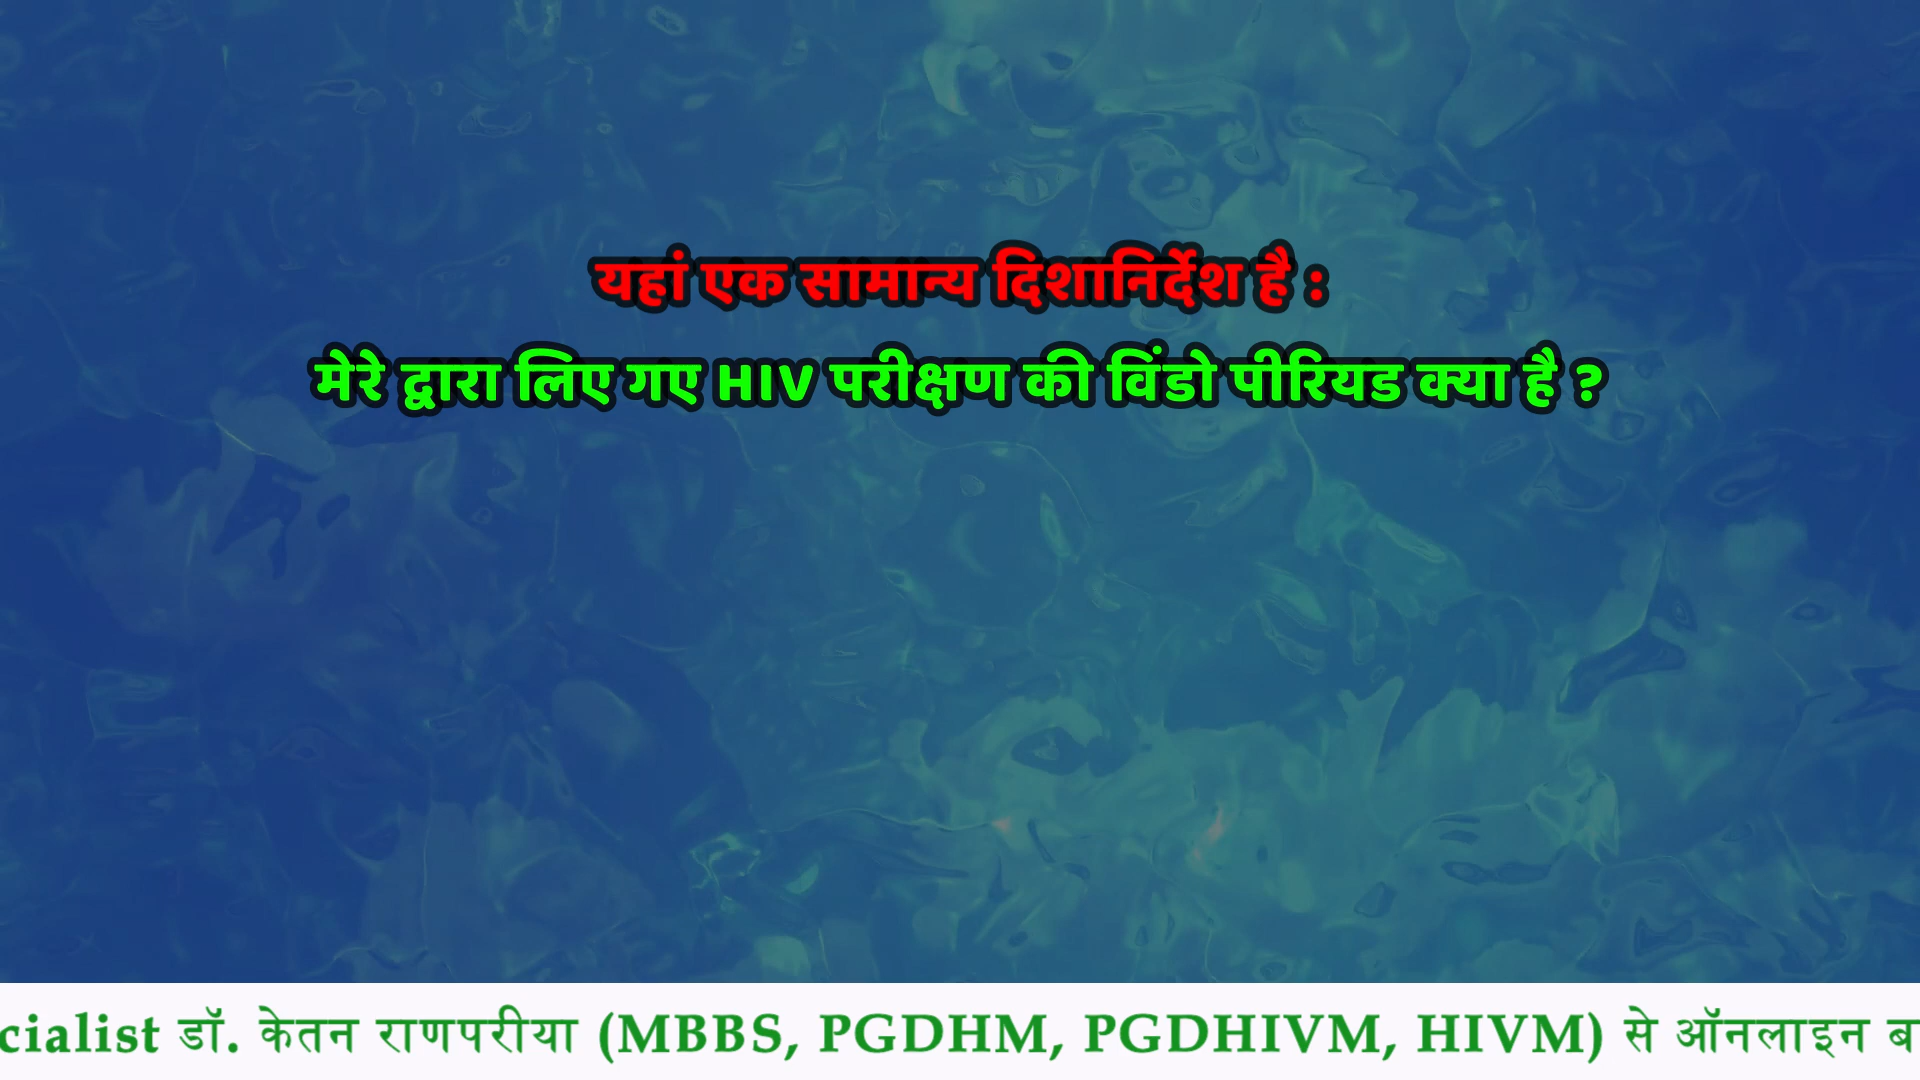 यहां एक सामान्य दिशानिर्देश है :
मेरे द्वारा लिए गए HIV परीक्षण की विंडो पीरियड क्या है ?
cialist डॉ. केतन राणपरीया (MBBS, PGDHM, PGDHIVM, HIVM) से ऑनलाइन ब